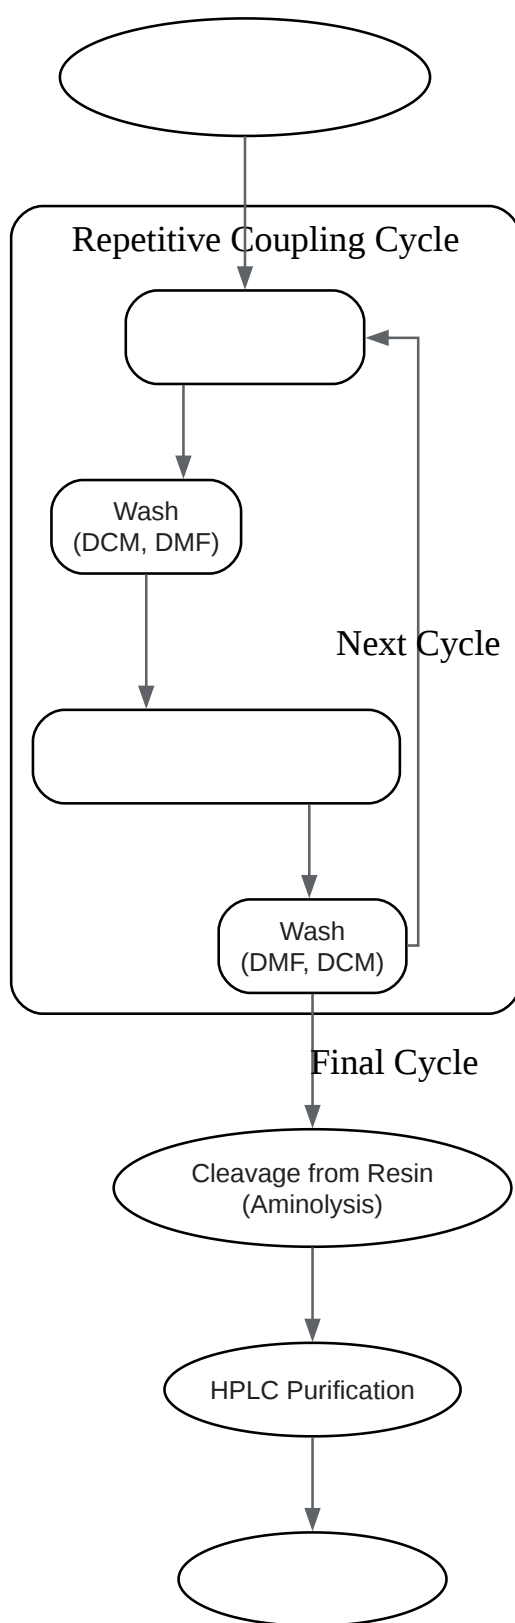 Repetitive Coupling Cycle
Wash
(DCM, DMF)
Next Cycle
Wash
(DMF, DCM)
Final Cycle
Cleavage from Resin
(Aminolysis)
HPLC Purification